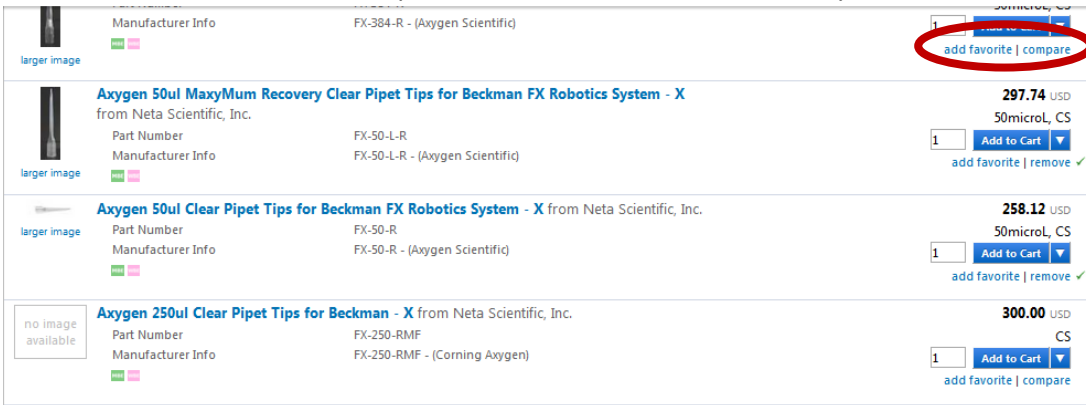 Manufacturer Info FX-384-R - (Axygen Scientific)
1
add favorite | compare
larger image
Axygen 50ul MaxyMum Recovery Clear Pipet Tips for Beckman FX Robotics System - X 297.74 USD
from Neta Scientific, Inc. 50microL, CS
Part Number FX-50-L-R 1 Add to Cart
Manufacturer Info FX-50-L-R - (Axygen Scientific)
add favorite | remove ✓
larger image
Axygen 50ul Clear Pipet Tips for Beckman FX Robotics System - X from Neta Scientific, Inc. 258.12 USD
larger image Part Number FX-50-R 50microL, CS
Manufacturer Info FX-50-R - (Axygen Scientific) 1 Add to Cart
add favorite | remove ✓
Axygen 250ul Clear Pipet Tips for Beckman - X from Neta Scientific, Inc. 300.00 USD
no image
available Part Number FX-250-RMF CS
Manufacturer Info FX-250-RMF - (Corning Axygen) 1 Add to Cart
add favorite | compare